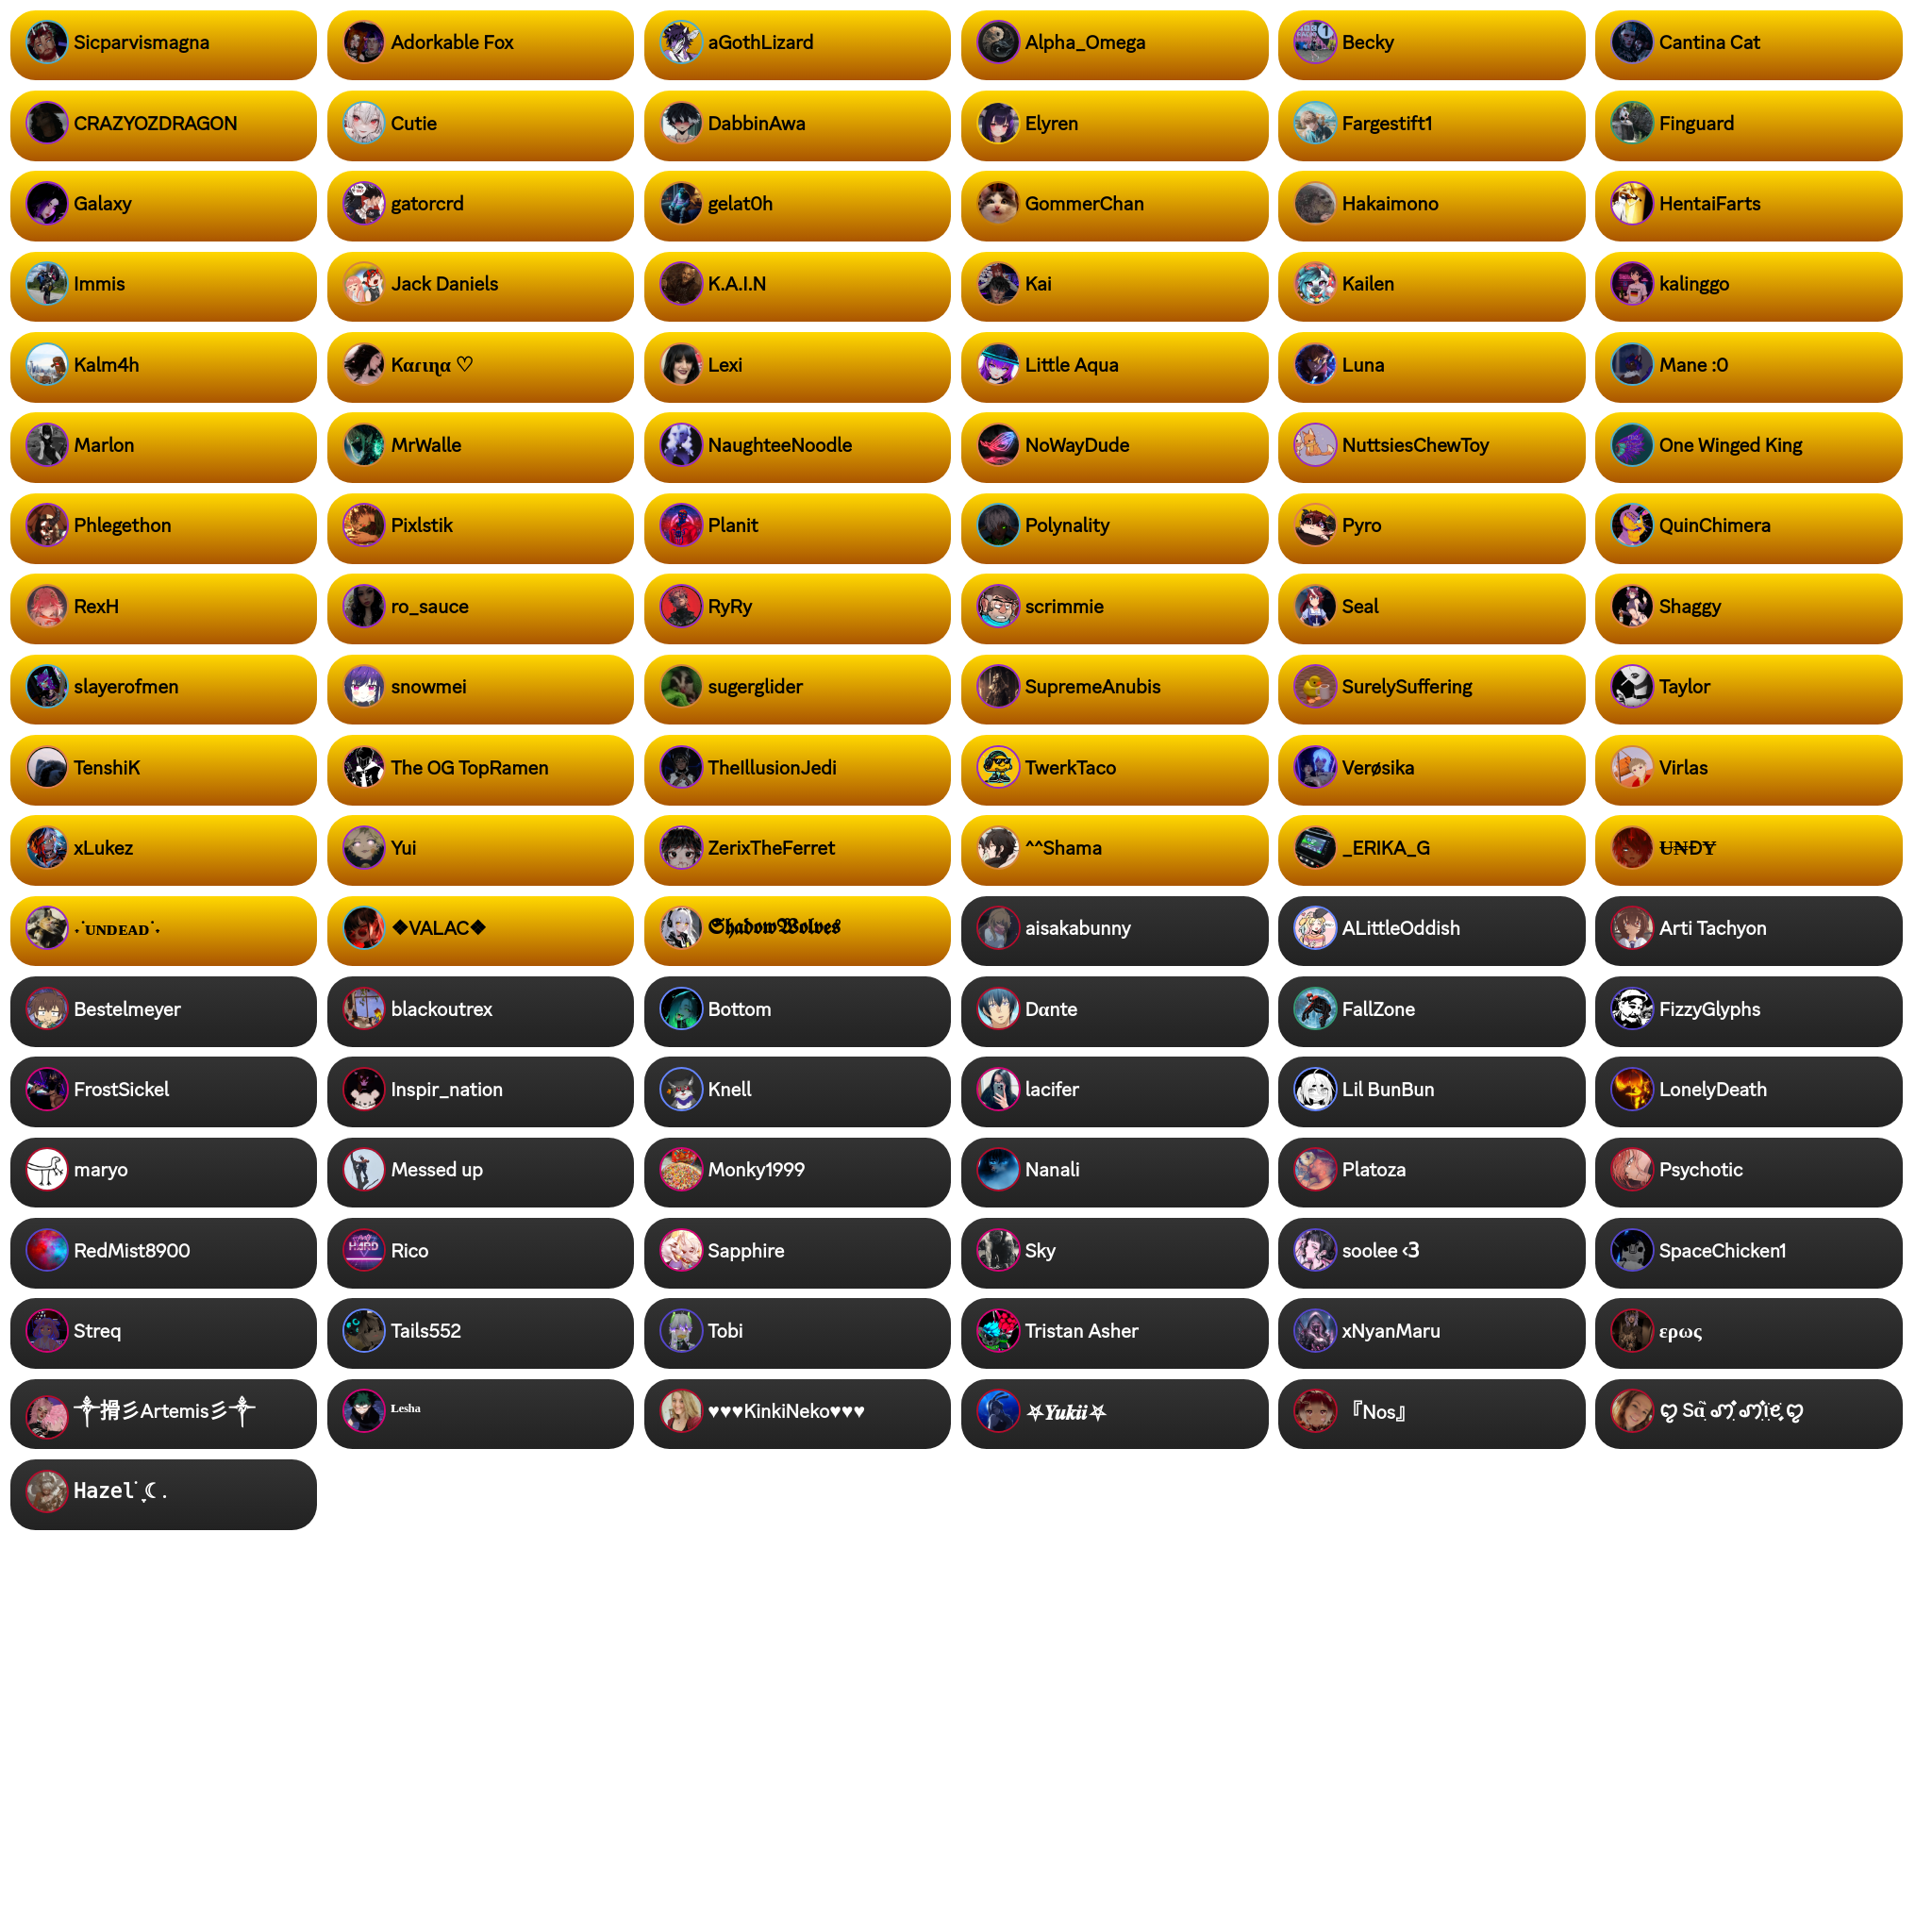 Sicparvismagna
Adorkable Fox
aGothLizard
Alpha_Omega
Becky
Cantina Cat
CRAZYOZDRAGON
Cutie
DabbinAwa
Elyren
Fargestift1
Finguard
Galaxy
gatorcrd
gelat0h
GommerChan
Hakaimono
HentaiFarts
Immis
Jack Daniels
K.A.I.N
Kai
Kailen
kalinggo
Kalm4h
Kαɾιɳα ♡
Lexi
Little Aqua
Luna
Mane :0
Marlon
MrWalle
NaughteeNoodle
NoWayDude
NuttsiesChewToy
One Winged King
Phlegethon
Pixlstik
Planit
Polynality
Pyro
QuinChimera
RexH
ro_sauce
RyRy
scrimmie
Seal
Shaggy
slayerofmen
snowmei
sugerglider
SupremeAnubis
SurelySuffering
Taylor
TenshiK
The OG TopRamen
TheIllusionJedi
TwerkTaco
Verøsika
Virlas
xLukez
Yui
ZerixTheFerret
^^Shama
_ERIKA_G
Ʉ₦ĐɎ
˖˙ᴜɴᴅᴇᴀᴅ˙˖
❖VALAC❖
𝕾𝖍𝖆𝖉𝖔𝖜𝖂𝖔𝖑𝖛𝖊𝖘
aisakabunny
ALittleOddish
Arti Tachyon
Bestelmeyer
blackoutrex
Bottom
Dαnte
FallZone
FizzyGlyphs
FrostSickel
Inspir_nation
Knell
lacifer
Lil BunBun
LonelyDeath
maryo
Messed up
Monky1999
Nanali
Platoza
Psychotic
RedMist8900
Rico
Sapphire
Sky
soolee <3
SpaceChicken1
Streq
Tails552
Tobi
Tristan Asher
xNyanMaru
ερως
༒搰彡Artemis彡༒
ᴸᵉˢʰᵃ
♥♥♥KinkiNeko♥♥♥
⛧𝒀𝒖𝒌𝒊𝒊⛧
『Nos』
𝙷𝚊𝚣𝚎𝚕